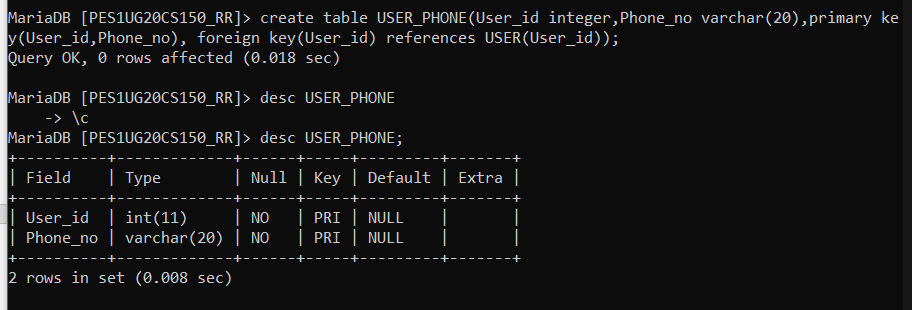 MariaDB [PES1UG20CS150_RR]> create table USER_PHONE(User_id integer,Phone_no varchar(20),primary ke
y(User_id,Phone_no), foreign key(User_id) references USER(User_id));
Query OK, 0 rows affected (0.018 sec)

MariaDB [PES1UG20CS150_RR]> desc USER_PHONE
    -> \c
MariaDB [PES1UG20CS150_RR]> desc USER_PHONE;
+----------+-------------+------+-----+---------+-------+
| Field    | Type        | Null | Key | Default | Extra |
+----------+-------------+------+-----+---------+-------+
| User_id  | int(11)     | NO   | PRI | NULL    |       |
| Phone_no | varchar(20) | NO   | PRI | NULL    |       |
+----------+-------------+------+-----+---------+-------+
2 rows in set (0.008 sec)